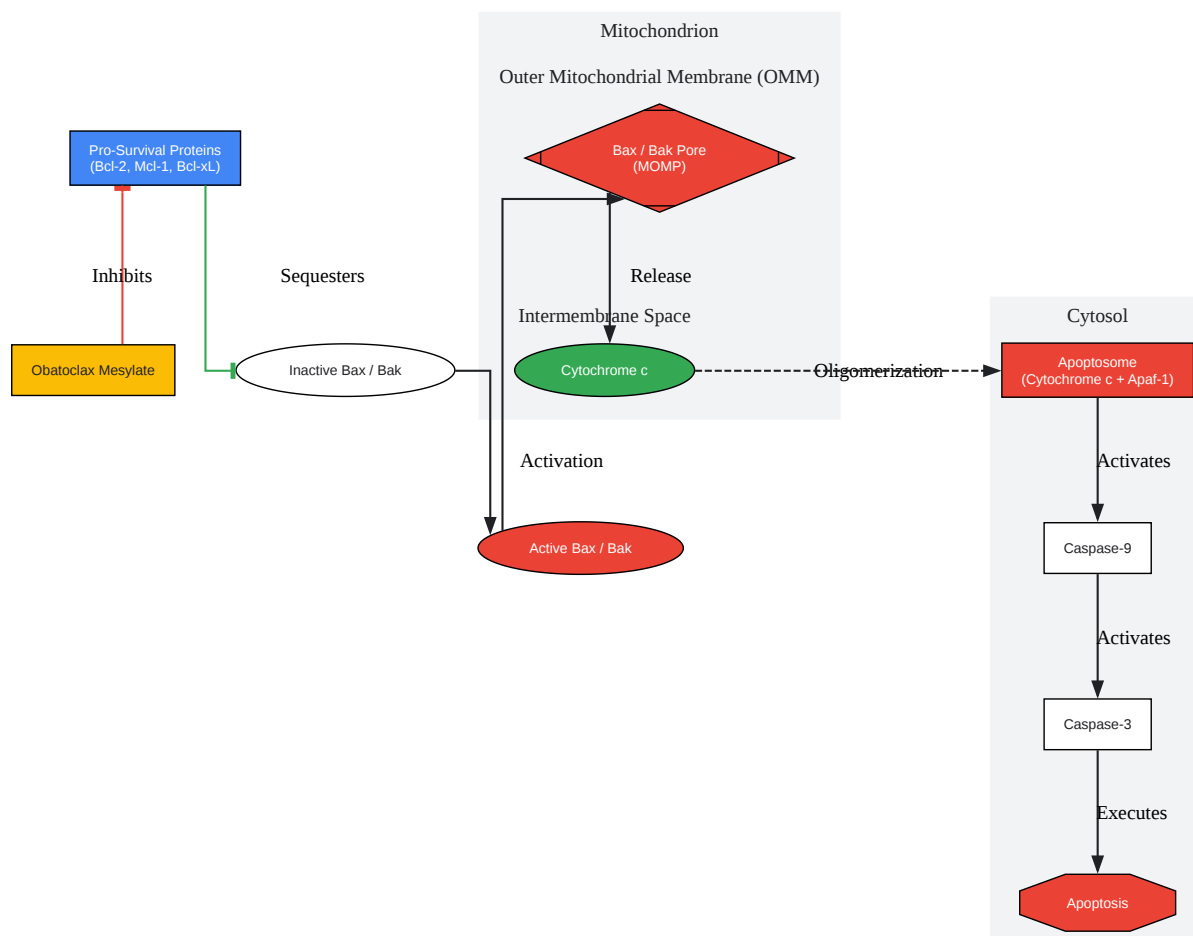 Mitochondrion
Outer Mitochondrial Membrane (OMM)
Pro-Survival Proteins
(Bcl-2, Mcl-1, Bcl-xL)
Bax / Bak Pore
(MOMP)
Inhibits
Sequesters
Release
Intermembrane Space
Cytosol
Obatoclax Mesylate
Inactive Bax / Bak
Cytochrome c
Oligomerization
Apoptosome
(Cytochrome c + Apaf-1)
Activation
Activates
Active Bax / Bak
Caspase-9
Activates
Caspase-3
Executes
Apoptosis